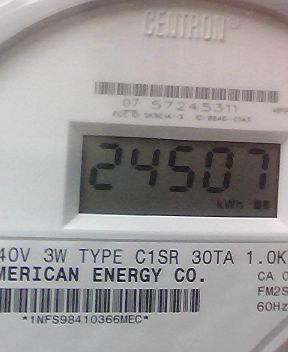 CENTRON®
07 57245311
24507
kWh
40V 3W TYPE C1SR 30TA 1.0K
MERICAN ENERGY CO.
CA 0
FM2S
60Hz
*1NFS98410366MEC*